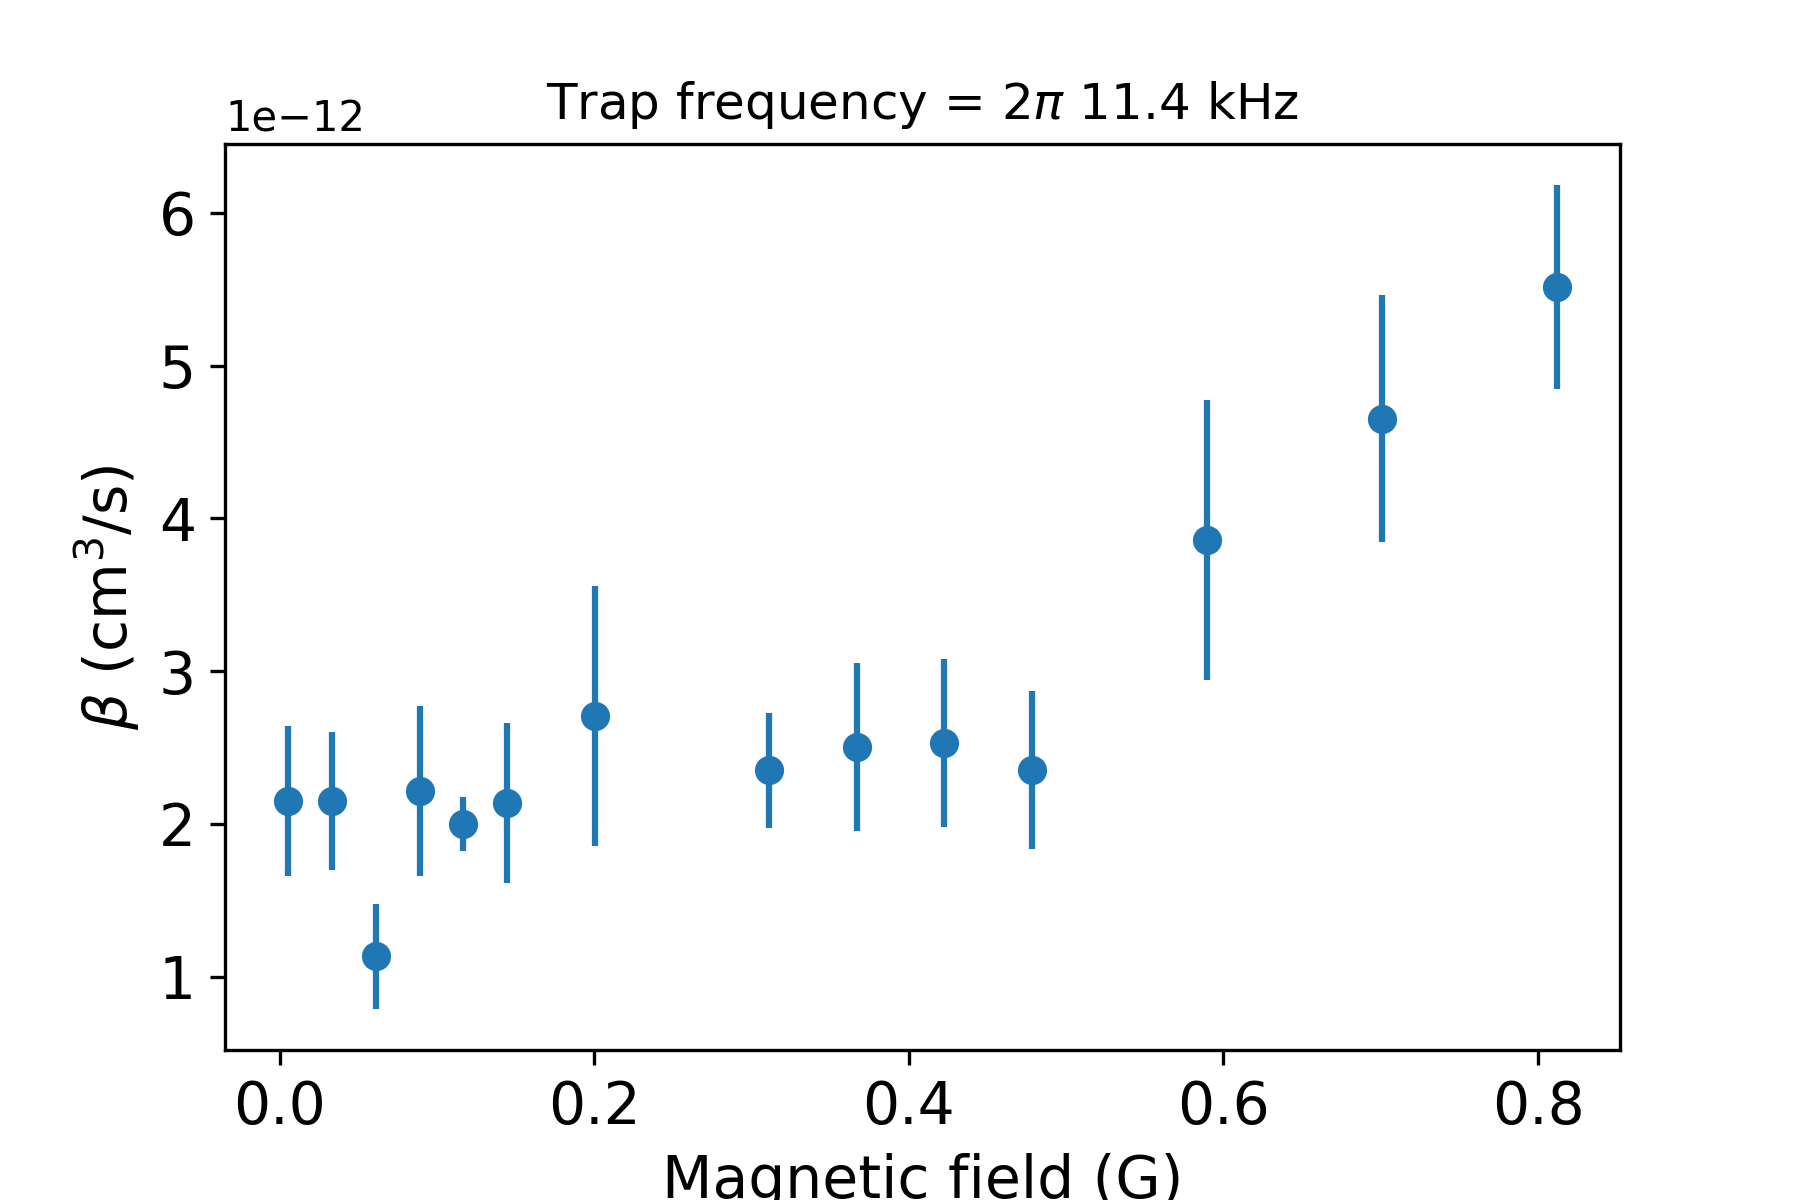 Trap frequency = 2π 11.4 kHz
1e−12
6
5
4
3
2
1
β (cm³/s)
0.0 0.2 0.4 0.6 0.8
Magnetic field (G)